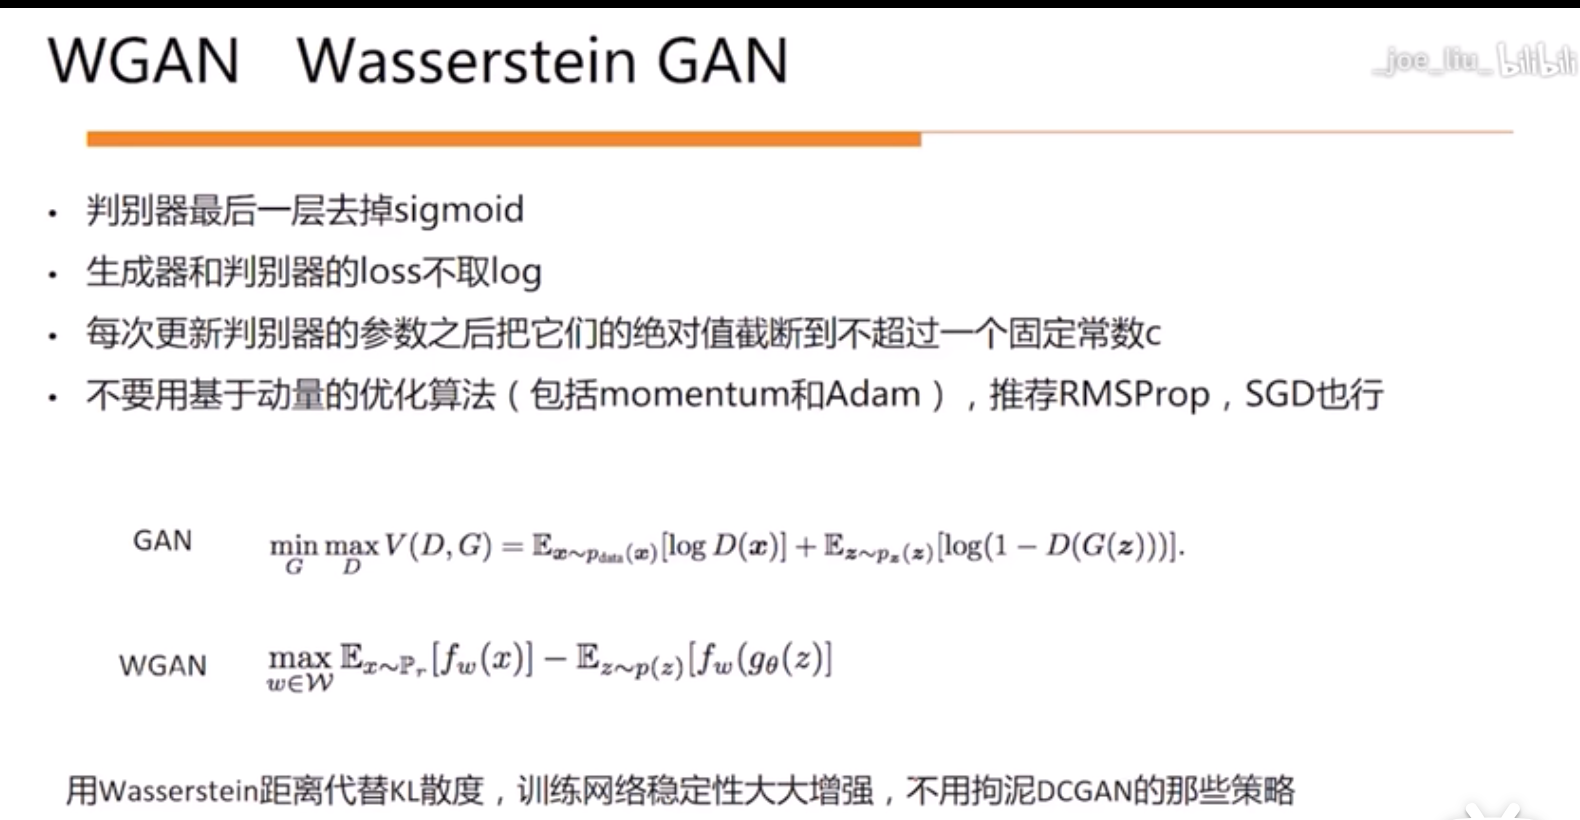 WGAN Wasserstein GAN
_joe_liu_ bilibili
• 判别器最后一层去掉sigmoid
• 生成器和判别器的loss不取log
• 每次更新判别器的参数之后把它们的绝对值截断到不超过一个固定常数c
• 不要用基于动量的优化算法（包括momentum和Adam），推荐RMSProp，SGD也行
GAN min_G max_D V(D, G) = 𝔼_{x∼p_data(x)}[log D(x)] + 𝔼_{z∼p_z(z)}[log(1 − D(G(z)))].
WGAN max_{w∈𝒲} 𝔼_{x∼ℙ_r}[f_w(x)] − 𝔼_{z∼p(z)}[f_w(g_θ(z)]
用Wasserstein距离代替KL散度，训练网络稳定性大大增强，不用拘泥DCGAN的那些策略